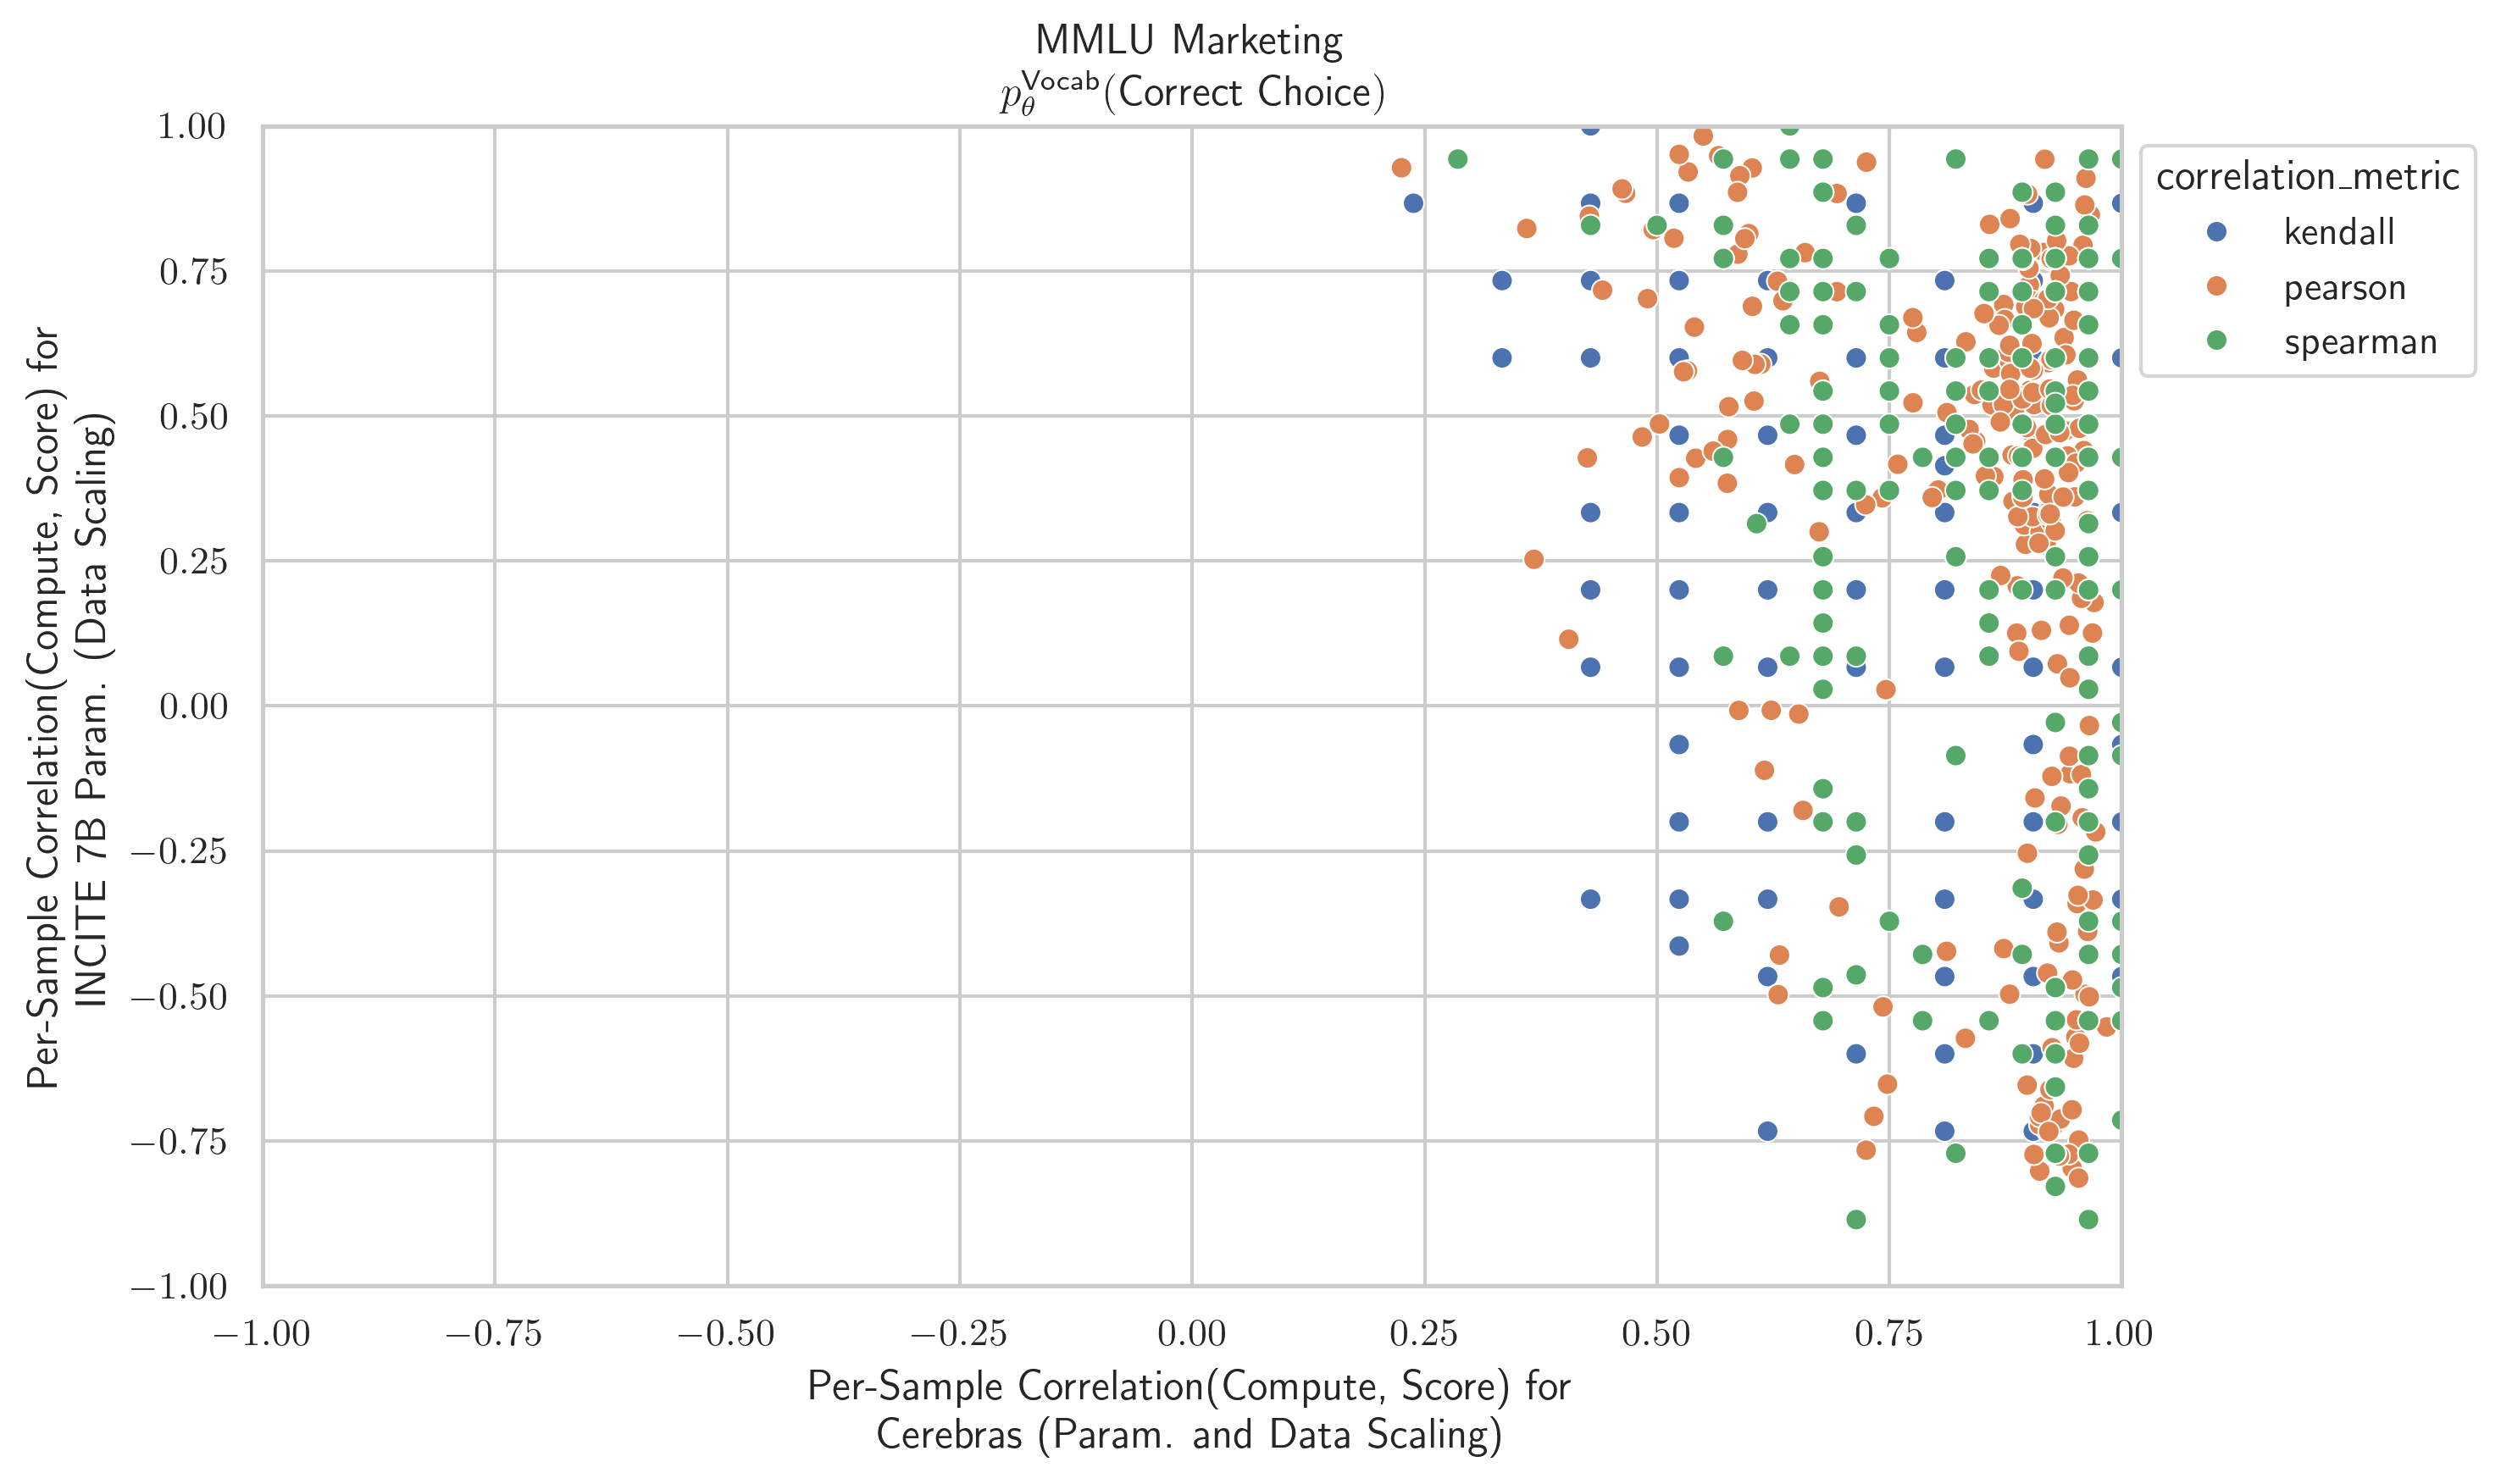 MMLU Marketing
p_θ^Vocab(Correct Choice)
Per-Sample Correlation(Compute, Score) for
INCITE 7B Param. (Data Scaling)
1.00
0.75
0.50
0.25
0.00
−0.25
−0.50
−0.75
−1.00
correlation_metric
kendall
pearson
spearman
−1.00 −0.75 −0.50 −0.25 0.00 0.25 0.50 0.75 1.00
Per-Sample Correlation(Compute, Score) for
Cerebras (Param. and Data Scaling)